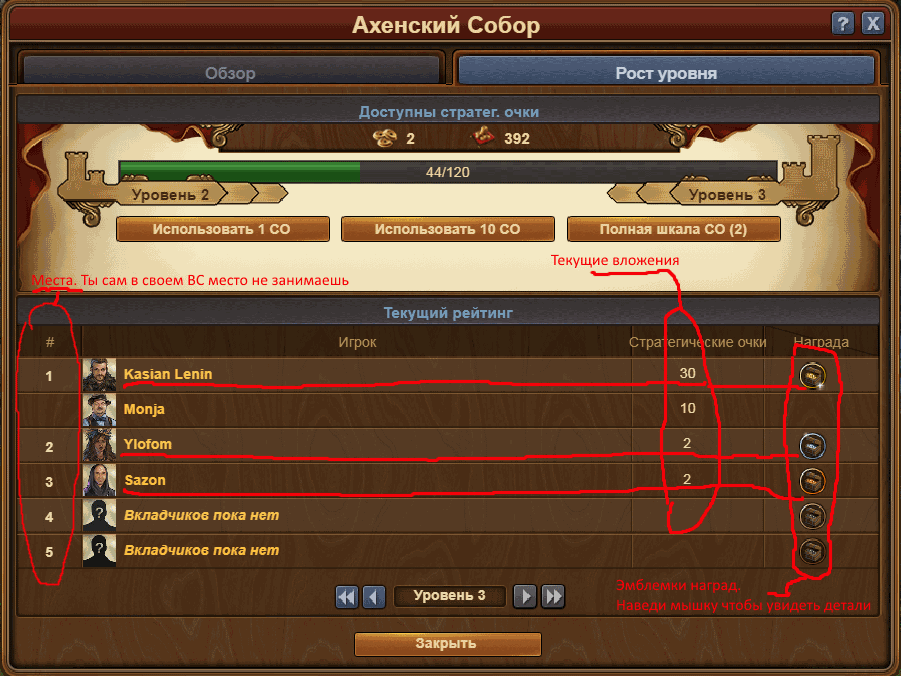 Ахенский Собор
? X
Обзор
Рост уровня
Доступны стратег. очки
2 392
44/120
Уровень 2
Уровень 3
Использовать 1 СО
Использовать 10 СО
Полная шкала СО (2)
Текущие вложения
Места. Ты сам в своем ВС место не занимаешь
Текущий рейтинг
# Игрок Стратегические очки Награда
1 Kasian Lenin 30
Monja 10
2 Ylofom 2
3 Sazon 2
4 ? Вкладчиков пока нет
5 ? Вкладчиков пока нет
Эмблемки наград.
Наведи мышку чтобы увидеть детали
Уровень 3
Закрыть